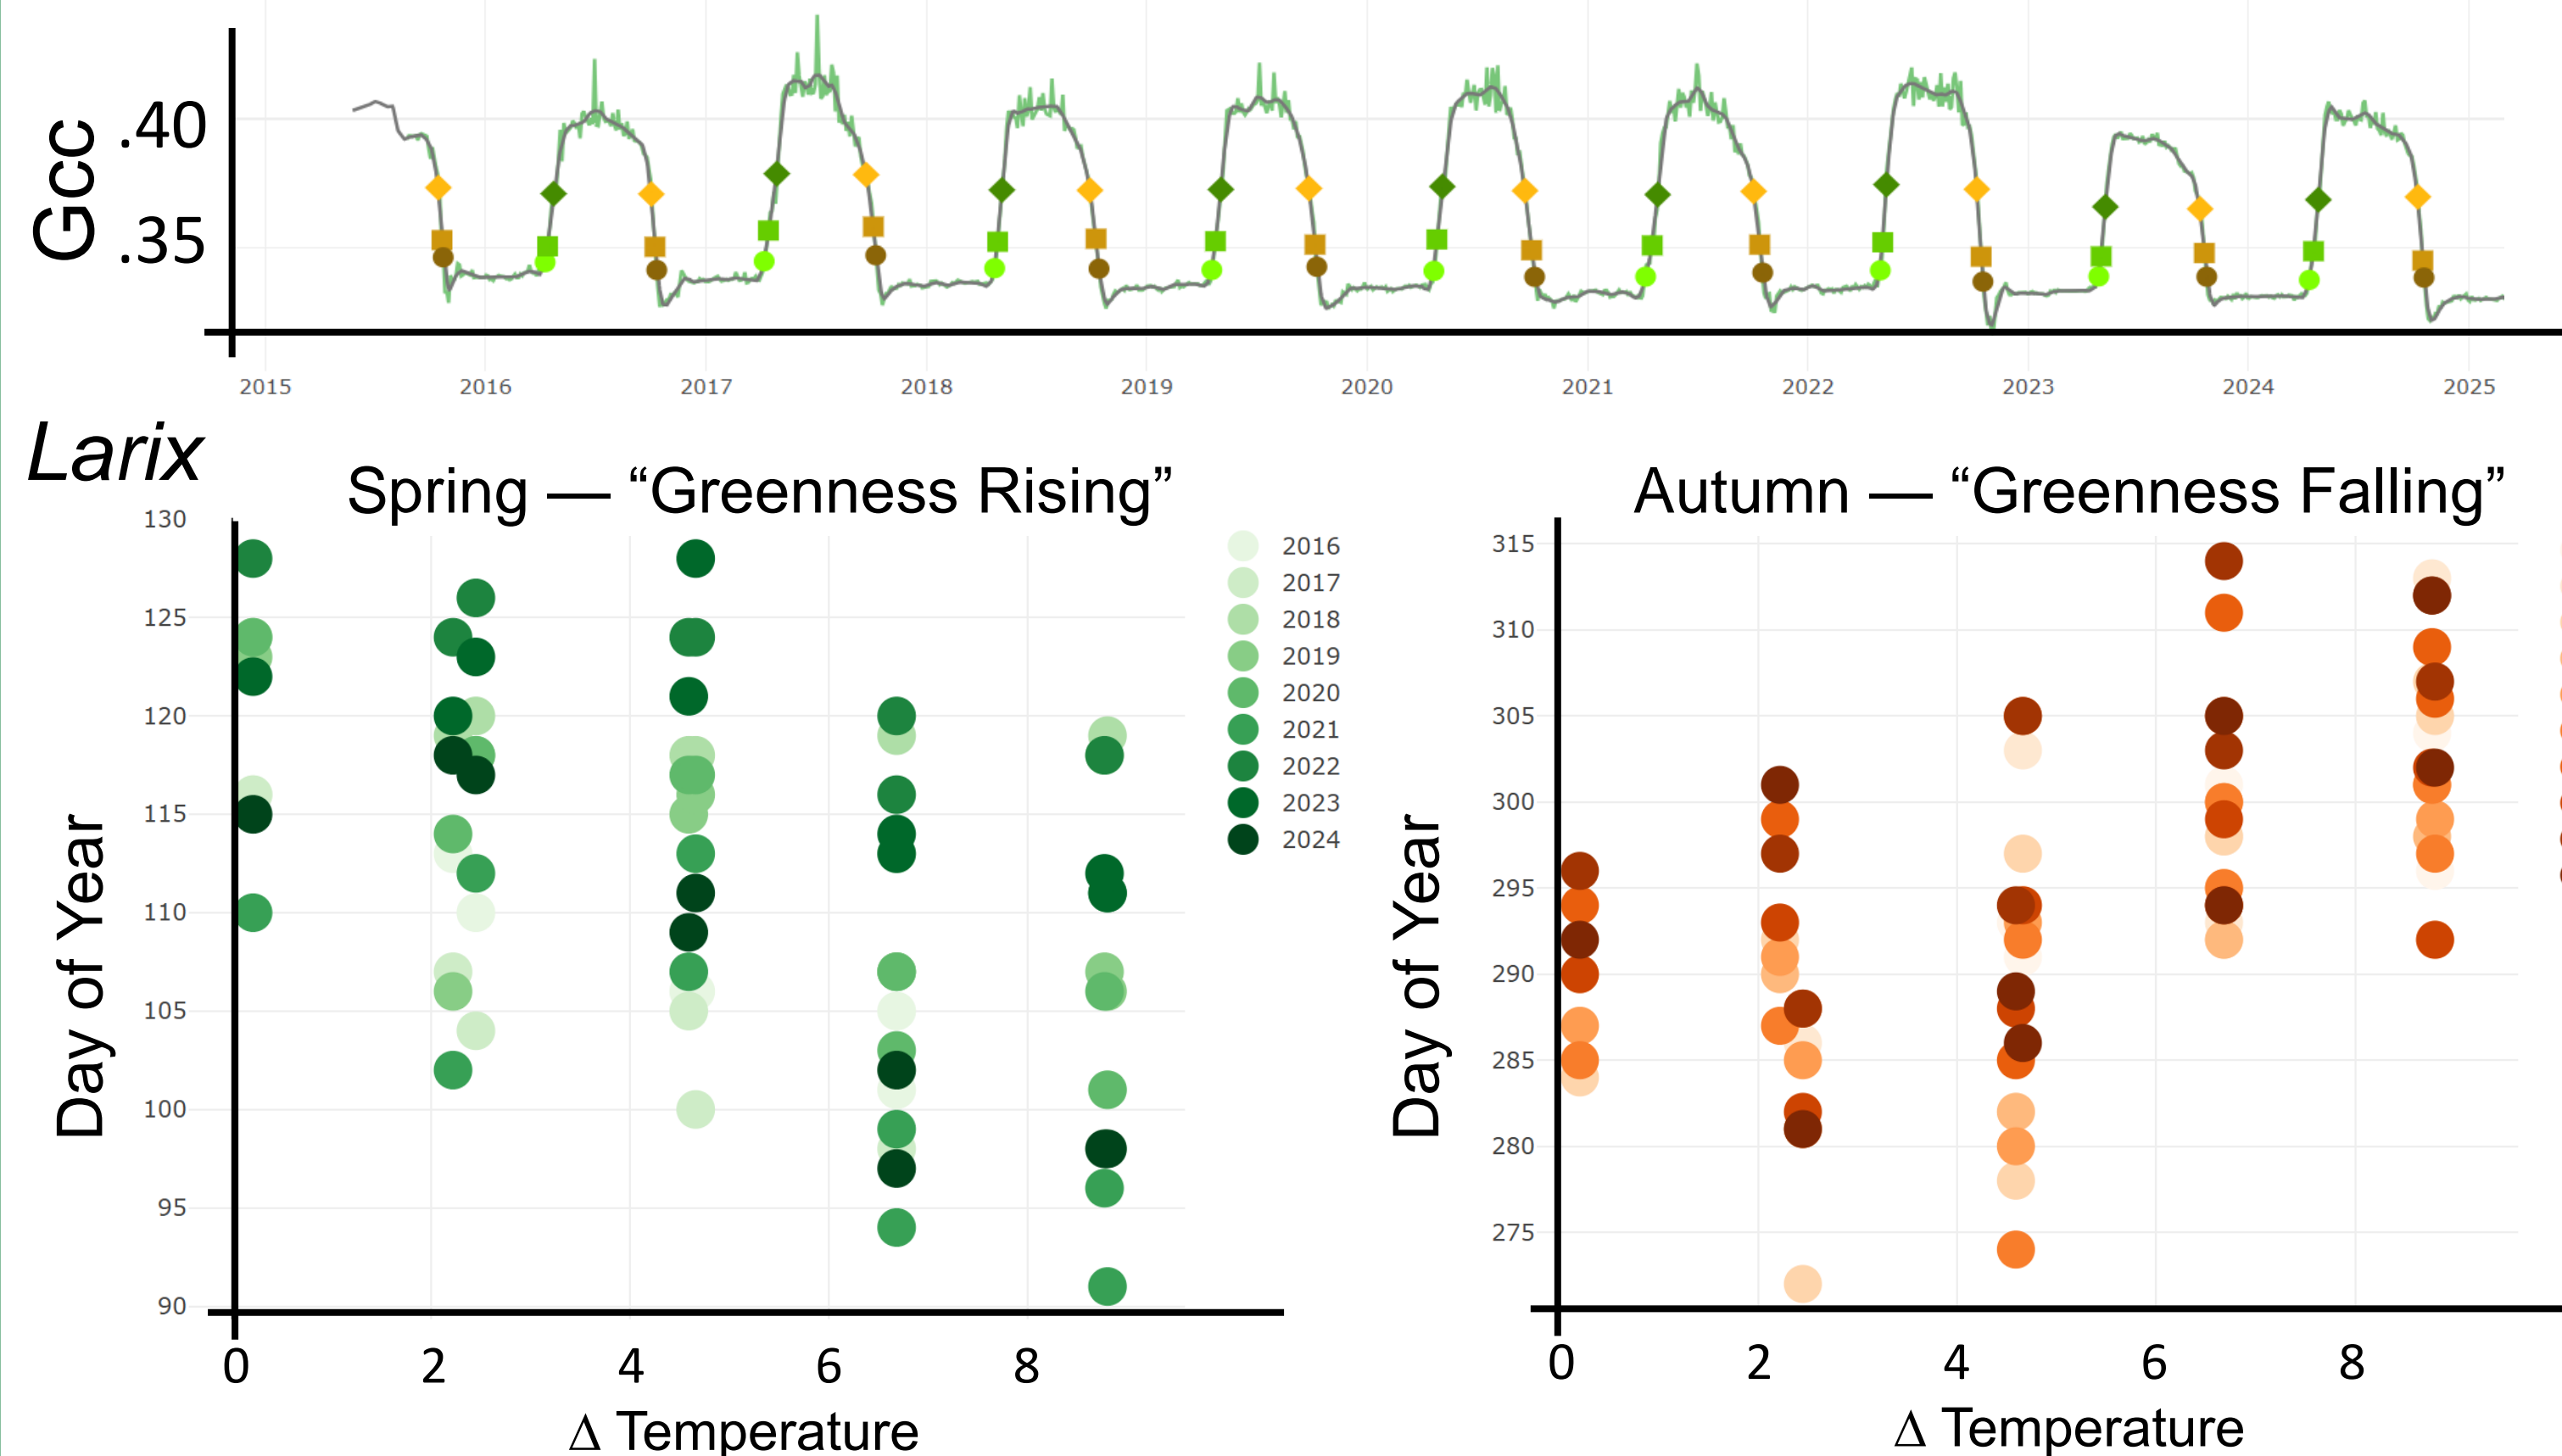 Gcc
.40
.35
2015 2016 2017 2018 2019 2020 2021 2022 2023 2024 2025
Larix
Spring — “Greenness Rising”
Day of Year
130
125
120
115
110
105
100
95
90
0 2 4 6 8
Δ Temperature
2016
2017
2018
2019
2020
2021
2022
2023
2024
Autumn — “Greenness Falling”
Day of Year
315
310
305
300
295
290
285
280
275
0 2 4 6 8
Δ Temperature